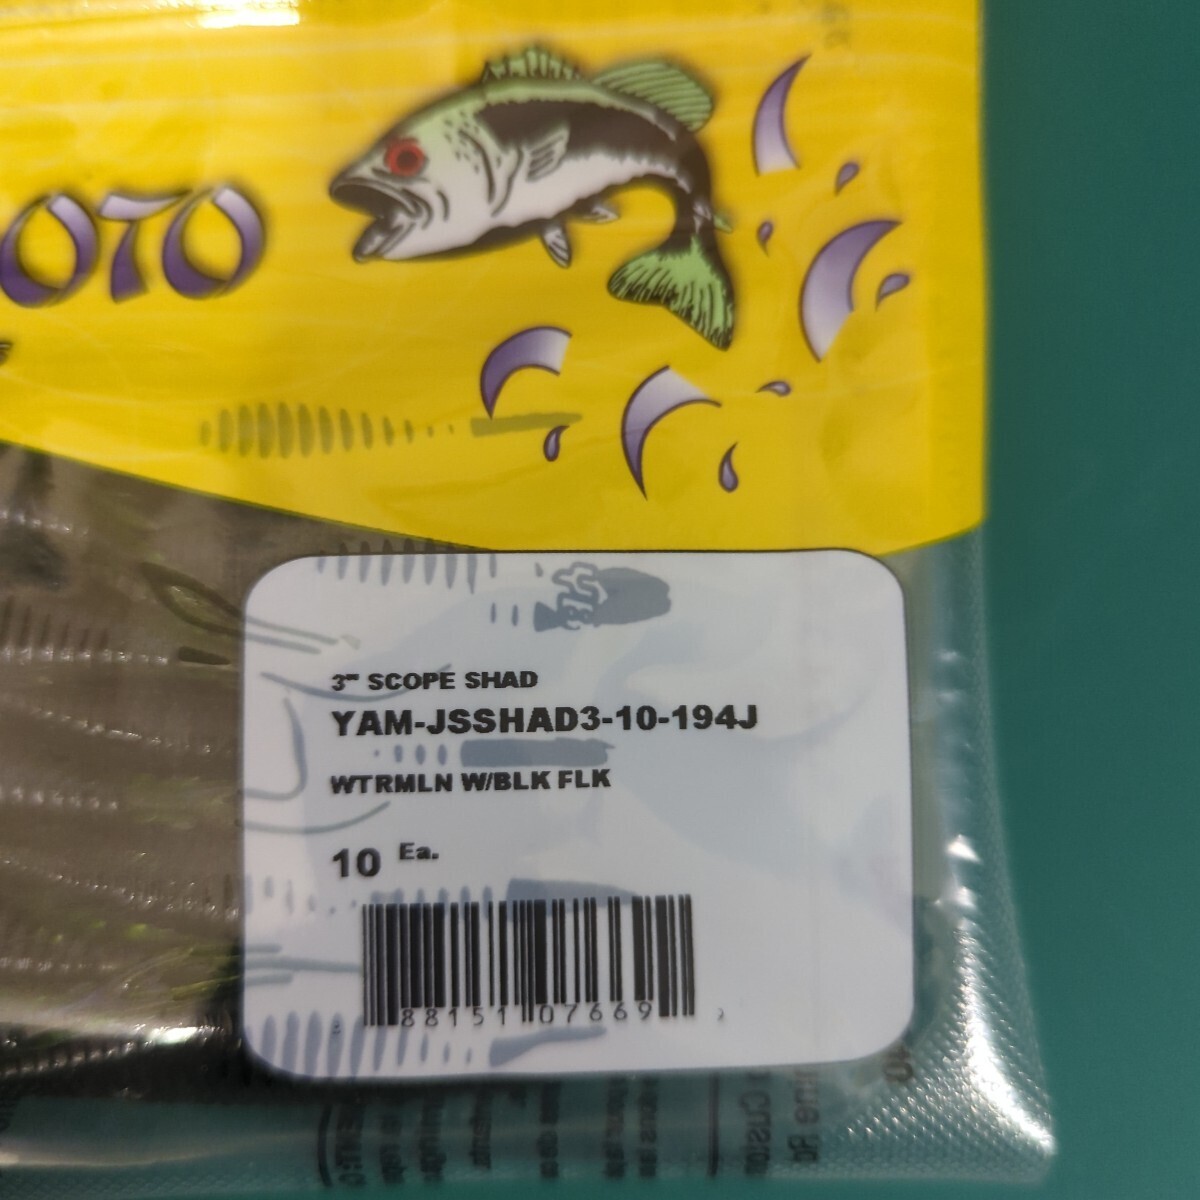 OTO
3" SCOPE SHAD
YAM-JSSHAD3-10-194J
WTRMLN W/BLK FLK
10 Ea.
88151 07669